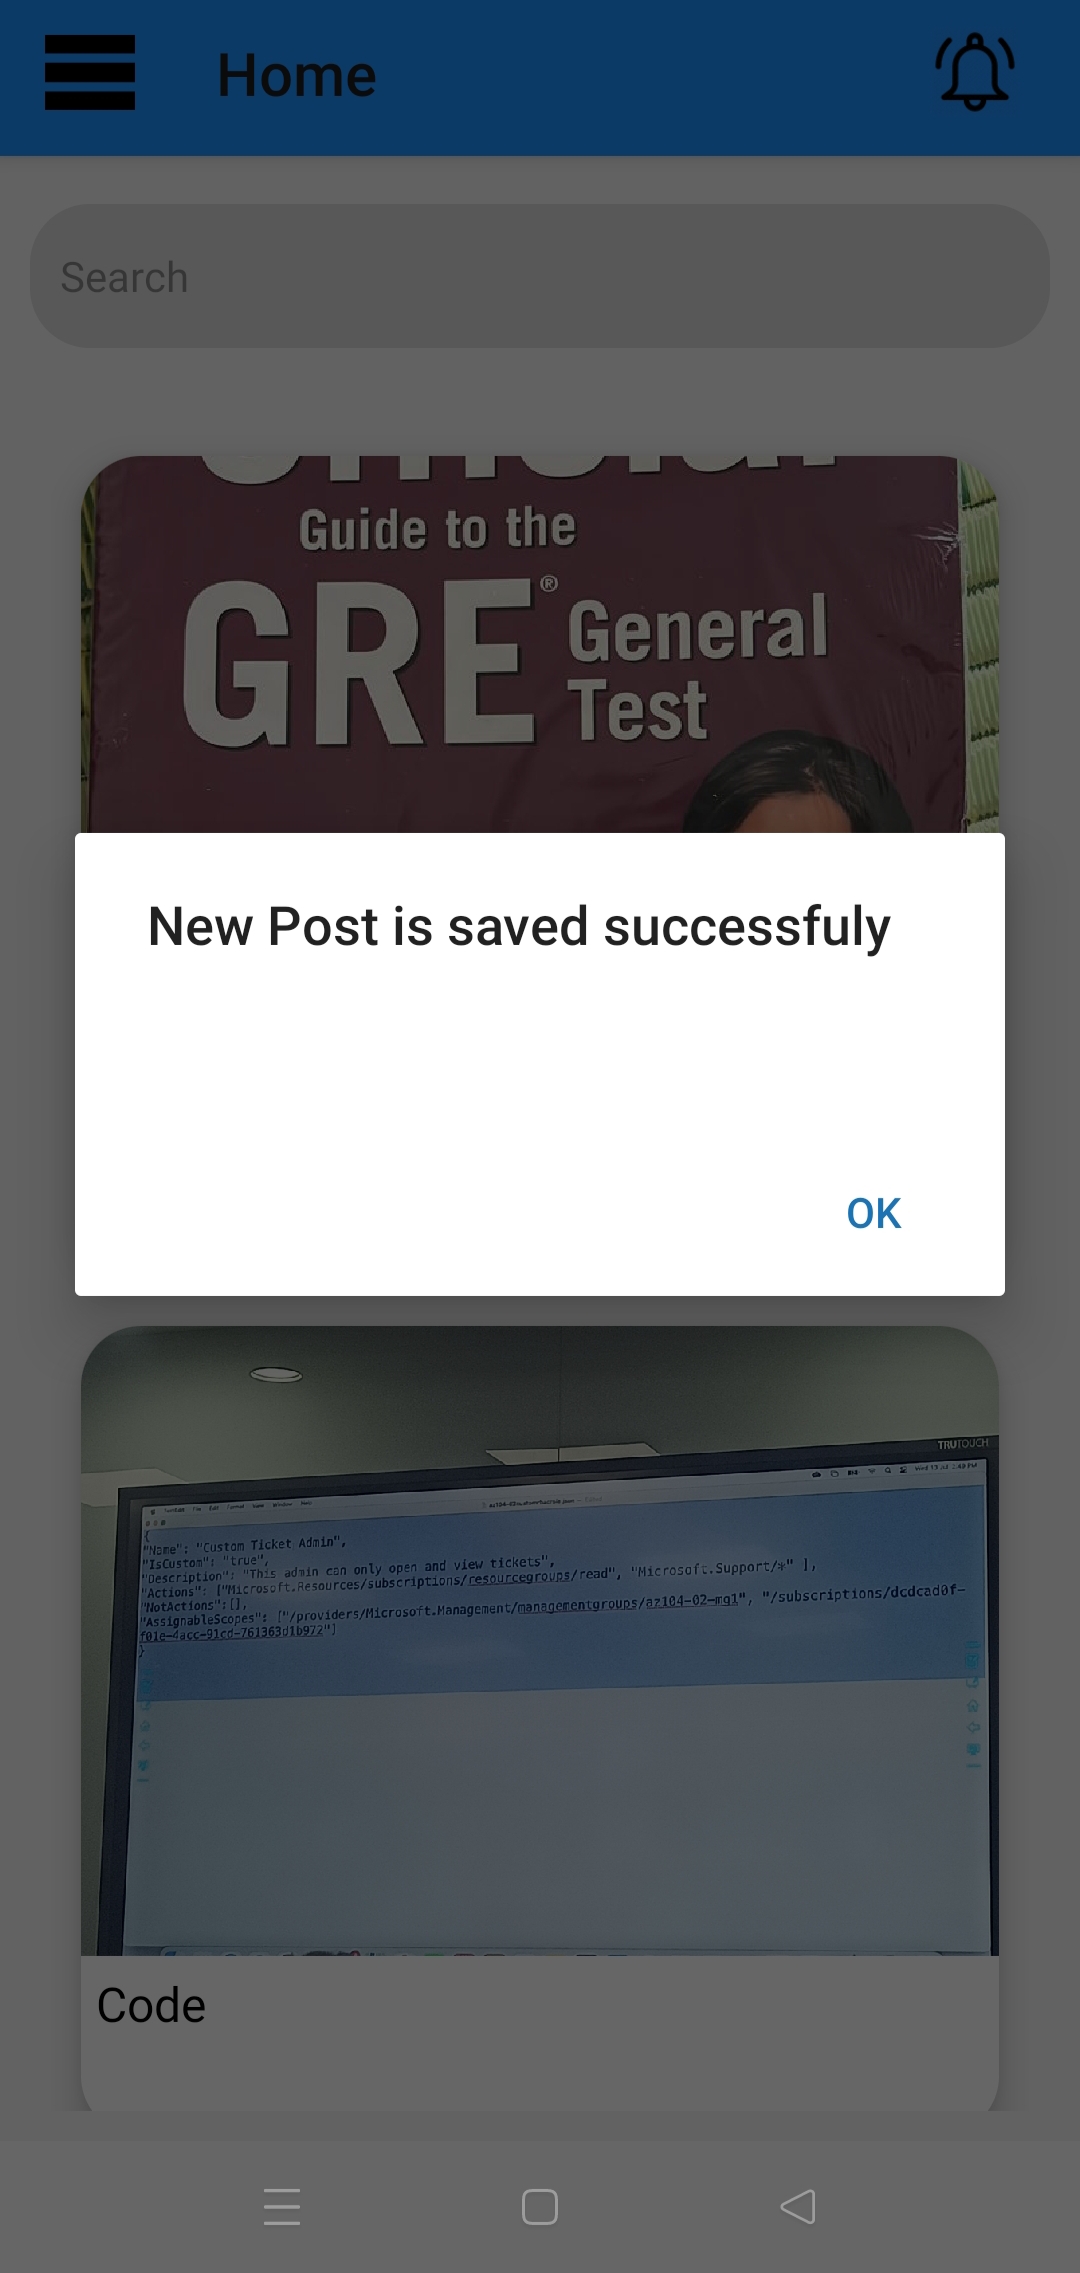 Home
Search
Guide to the
GRE®
General
Test
New Post is saved successfuly
OK
TRUTOUCH
{
"Name": "Custom Ticket Admin",
"IsCustom": "true",
"Description": "This admin can only open and view tickets",
"Actions": ["Microsoft.Resources/subscriptions/resourcegroups/read", "Microsoft.Support/*" ],
"NotActions":[],
"AssignableScopes": ["/providers/Microsoft.Management/managementgroups/az104-02-mg1", "/subscriptions/dcdcad0f-
f01e-4acc-91cd-761363d1b972"]
}
Code